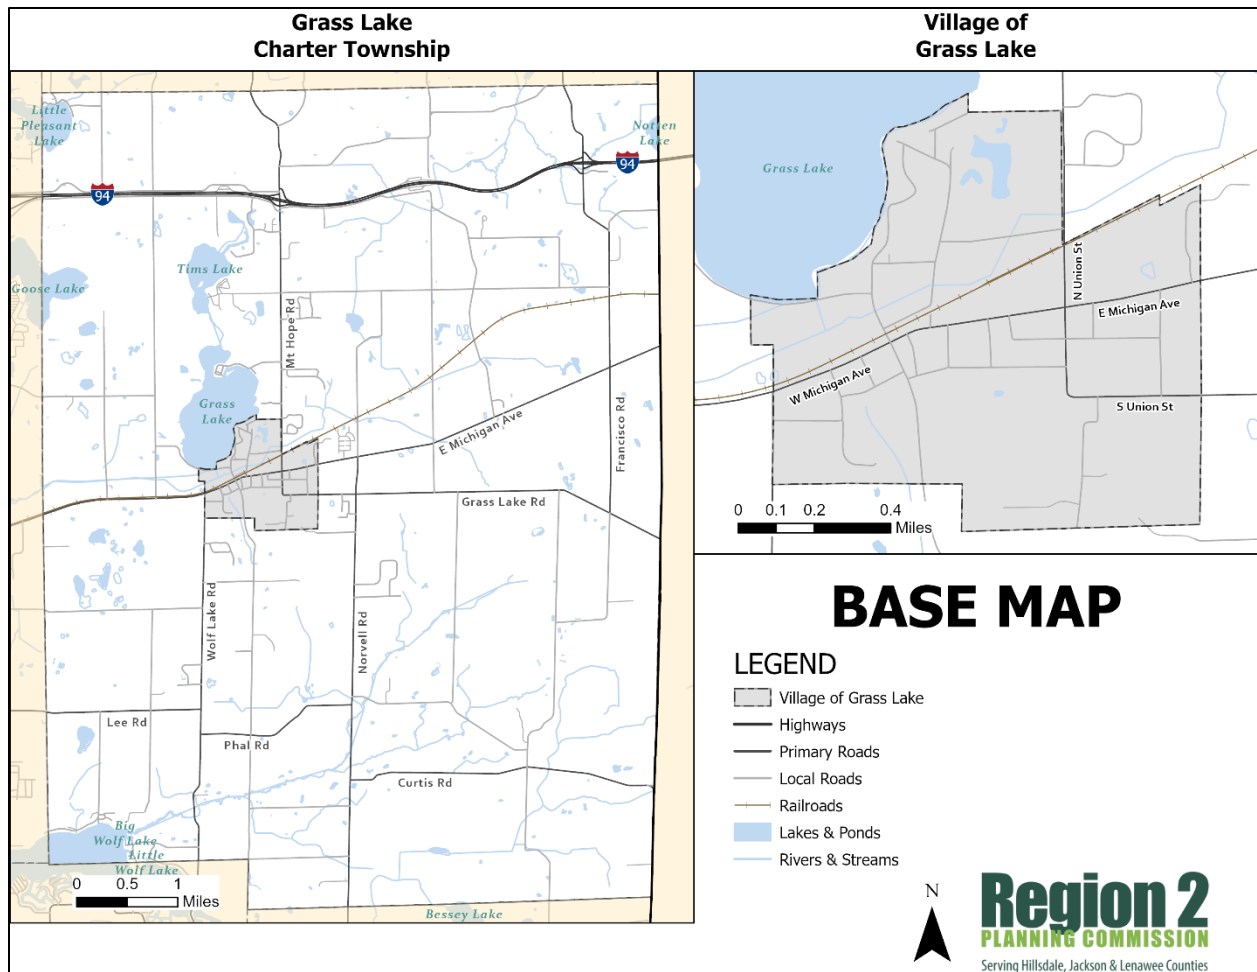 Grass Lake
Charter Township
Village of
Grass Lake
Little
Pleasant
Lake
Notten
Lake
94
94
Tims Lake
Goose Lake
Mt Hope Rd
Grass
Lake
E Michigan Ave
Francisco Rd
Grass Lake Rd
Wolf Lake Rd
Norvell Rd
Lee Rd
Phal Rd
Curtis Rd
Big
Wolf Lake
Little
Wolf Lake
Bessey Lake
0 0.5 1
Miles
Grass Lake
N Union St
E Michigan Ave
W Michigan Ave
S Union St
0 0.1 0.2 0.4
Miles
BASE MAP
LEGEND
Village of Grass Lake
Highways
Primary Roads
Local Roads
Railroads
Lakes & Ponds
Rivers & Streams
N
Region 2
PLANNING COMMISSION
Serving Hillsdale, Jackson & Lenawee Counties